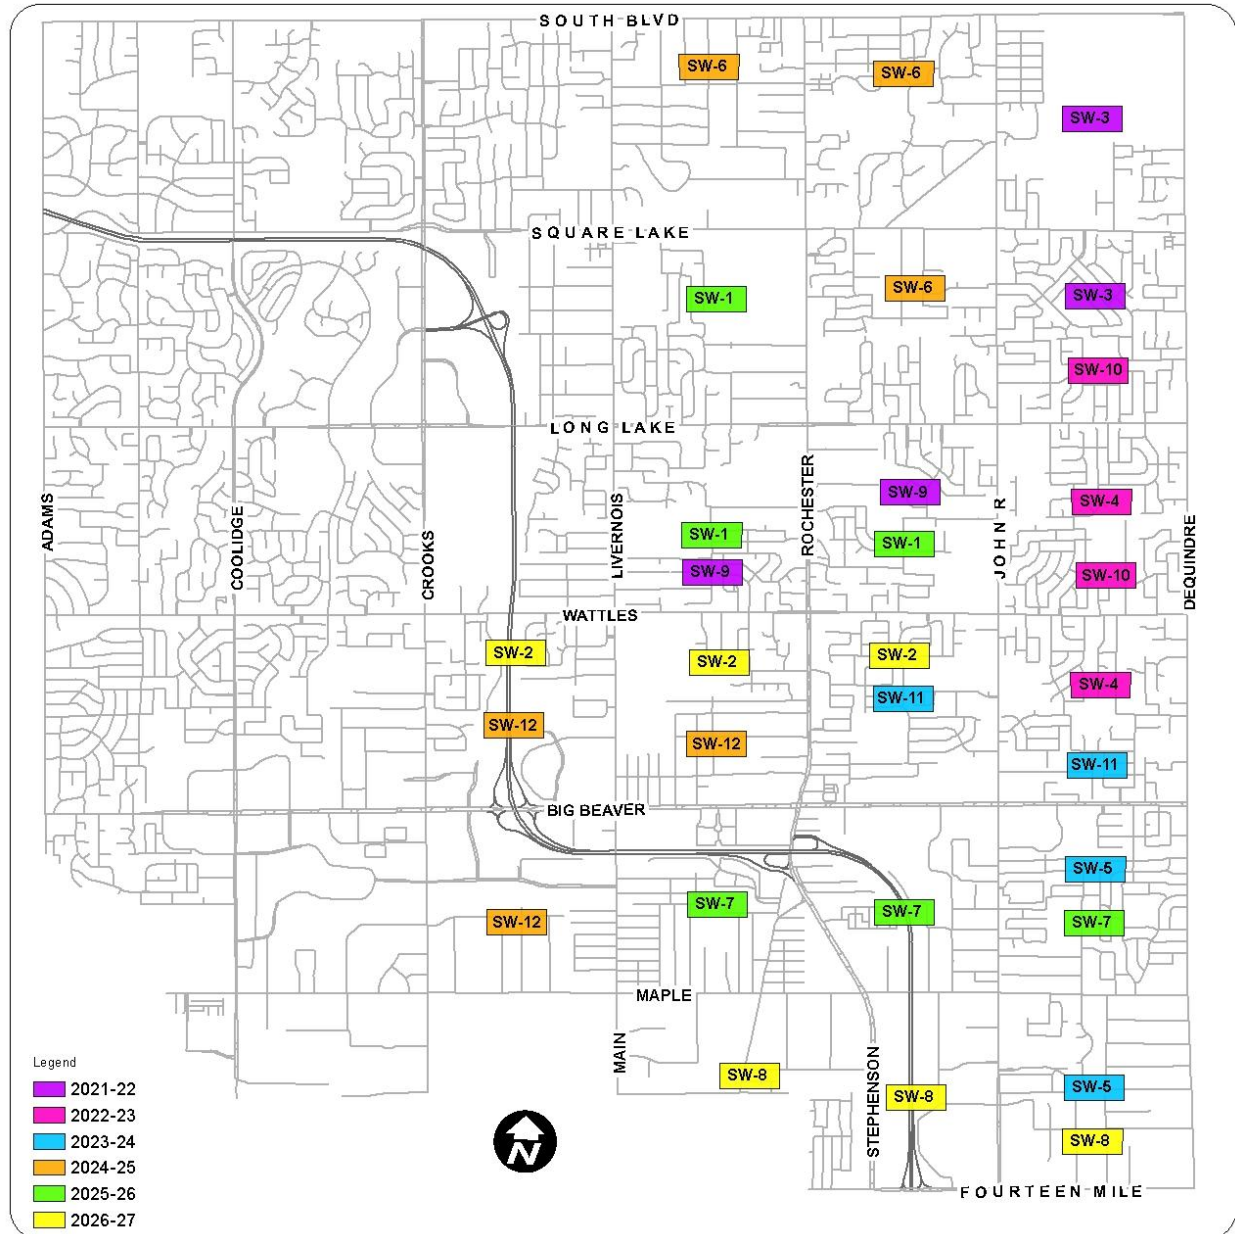 SOUTH BLVD
SW-6
SW-6
SW-3
SQUARE LAKE
SW-1
SW-6
SW-3
SW-10
LONG LAKE
ADAMS
COOLIDGE
CROOKS
LIVERNOIS
ROCHESTER
JOHN R
DEQUINDRE
SW-9
SW-4
SW-1
SW-1
SW-9
SW-10
WATTLES
SW-2
SW-2
SW-2
SW-4
SW-11
SW-12
SW-12
SW-11
BIG BEAVER
SW-5
SW-12
SW-7
SW-7
SW-7
MAPLE
MAIN
STEPHENSON
SW-8
SW-8
SW-5
SW-8
FOURTEEN MILE
N
Legend
2021-22
2022-23
2023-24
2024-25
2025-26
2026-27